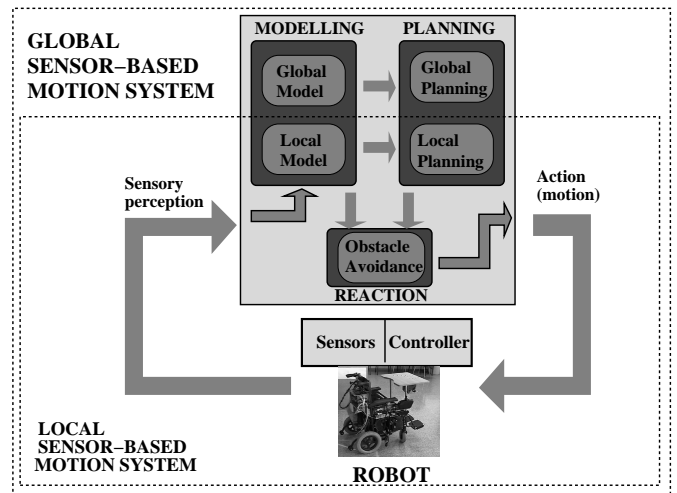 GLOBAL
SENSOR–BASED
MOTION SYSTEM
MODELLING
PLANNING
Global
Model
Global
Planning
Local
Model
Local
Planning
Sensory
perception
Action
(motion)
Obstacle
Avoidance
REACTION
Sensors
Controller
LOCAL
SENSOR–BASED
MOTION SYSTEM
ROBOT